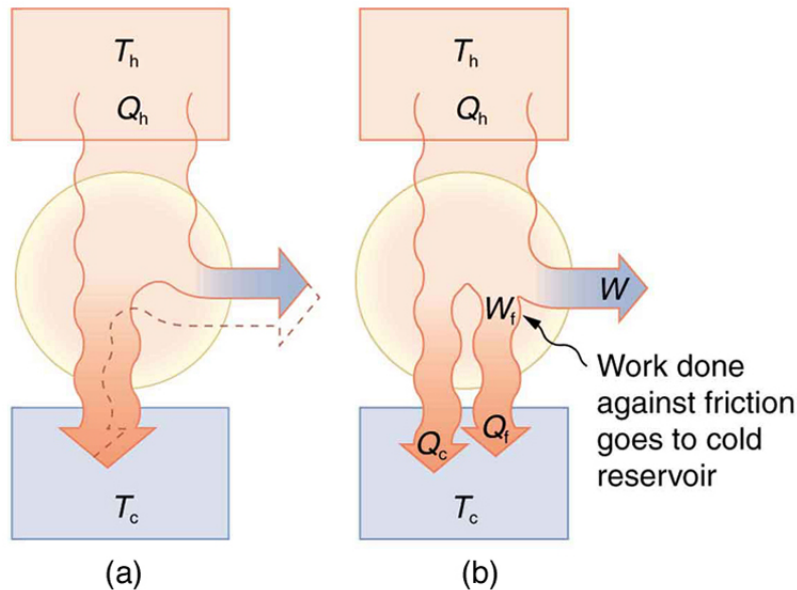 Th
Qh
Tc
(a)
Th
Qh
W
Wf
Work done
against friction
goes to cold
reservoir
Qc
Qf
Tc
(b)